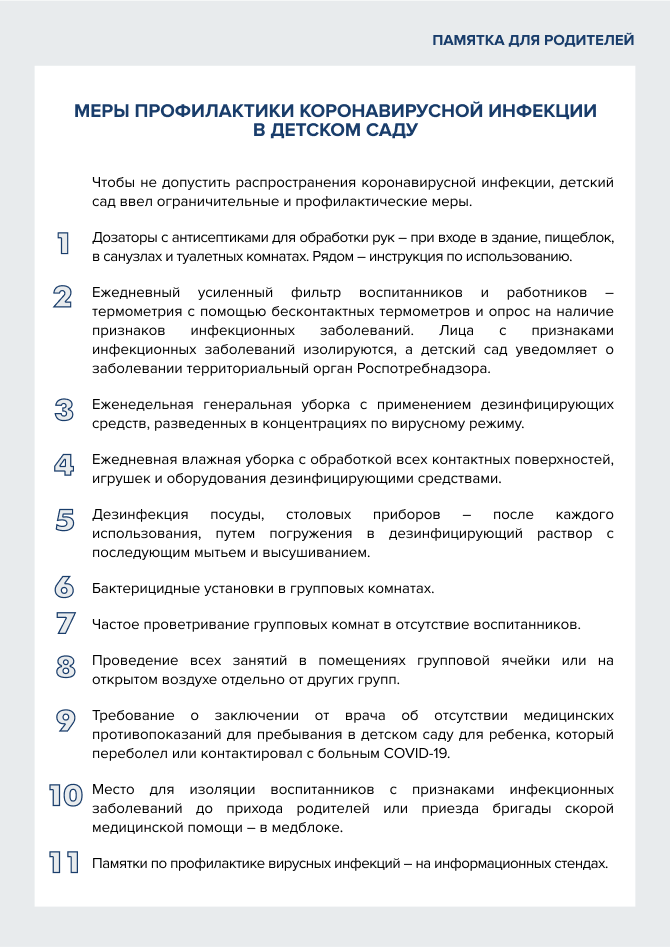 ПАМЯТКА ДЛЯ РОДИТЕЛЕЙ
МЕРЫ ПРОФИЛАКТИКИ КОРОНАВИРУСНОЙ ИНФЕКЦИИ
В ДЕТСКОМ САДУ
Чтобы не допустить распространения коронавирусной инфекции, детский
сад ввел ограничительные и профилактические меры.
1 Дозаторы с антисептиками для обработки рук – при входе в здание, пищеблок,
в санузлах и туалетных комнатах. Рядом – инструкция по использованию.
2 Ежедневный усиленный фильтр воспитанников и работников –
термометрия с помощью бесконтактных термометров и опрос на наличие
признаков инфекционных заболеваний. Лица с признаками
инфекционных заболеваний изолируются, а детский сад уведомляет о
заболевании территориальный орган Роспотребнадзора.
3 Еженедельная генеральная уборка с применением дезинфицирующих
средств, разведенных в концентрациях по вирусному режиму.
4 Ежедневная влажная уборка с обработкой всех контактных поверхностей,
игрушек и оборудования дезинфицирующими средствами.
5 Дезинфекция посуды, столовых приборов – после каждого
использования, путем погружения в дезинфицирующий раствор с
последующим мытьем и высушиванием.
6 Бактерицидные установки в групповых комнатах.
7 Частое проветривание групповых комнат в отсутствие воспитанников.
8 Проведение всех занятий в помещениях групповой ячейки или на
открытом воздухе отдельно от других групп.
9 Требование о заключении от врача об отсутствии медицинских
противопоказаний для пребывания в детском саду для ребенка, который
переболел или контактировал с больным COVID-19.
10 Место для изоляции воспитанников с признаками инфекционных
заболеваний до прихода родителей или приезда бригады скорой
медицинской помощи – в медблоке.
11 Памятки по профилактике вирусных инфекций – на информационных стендах.